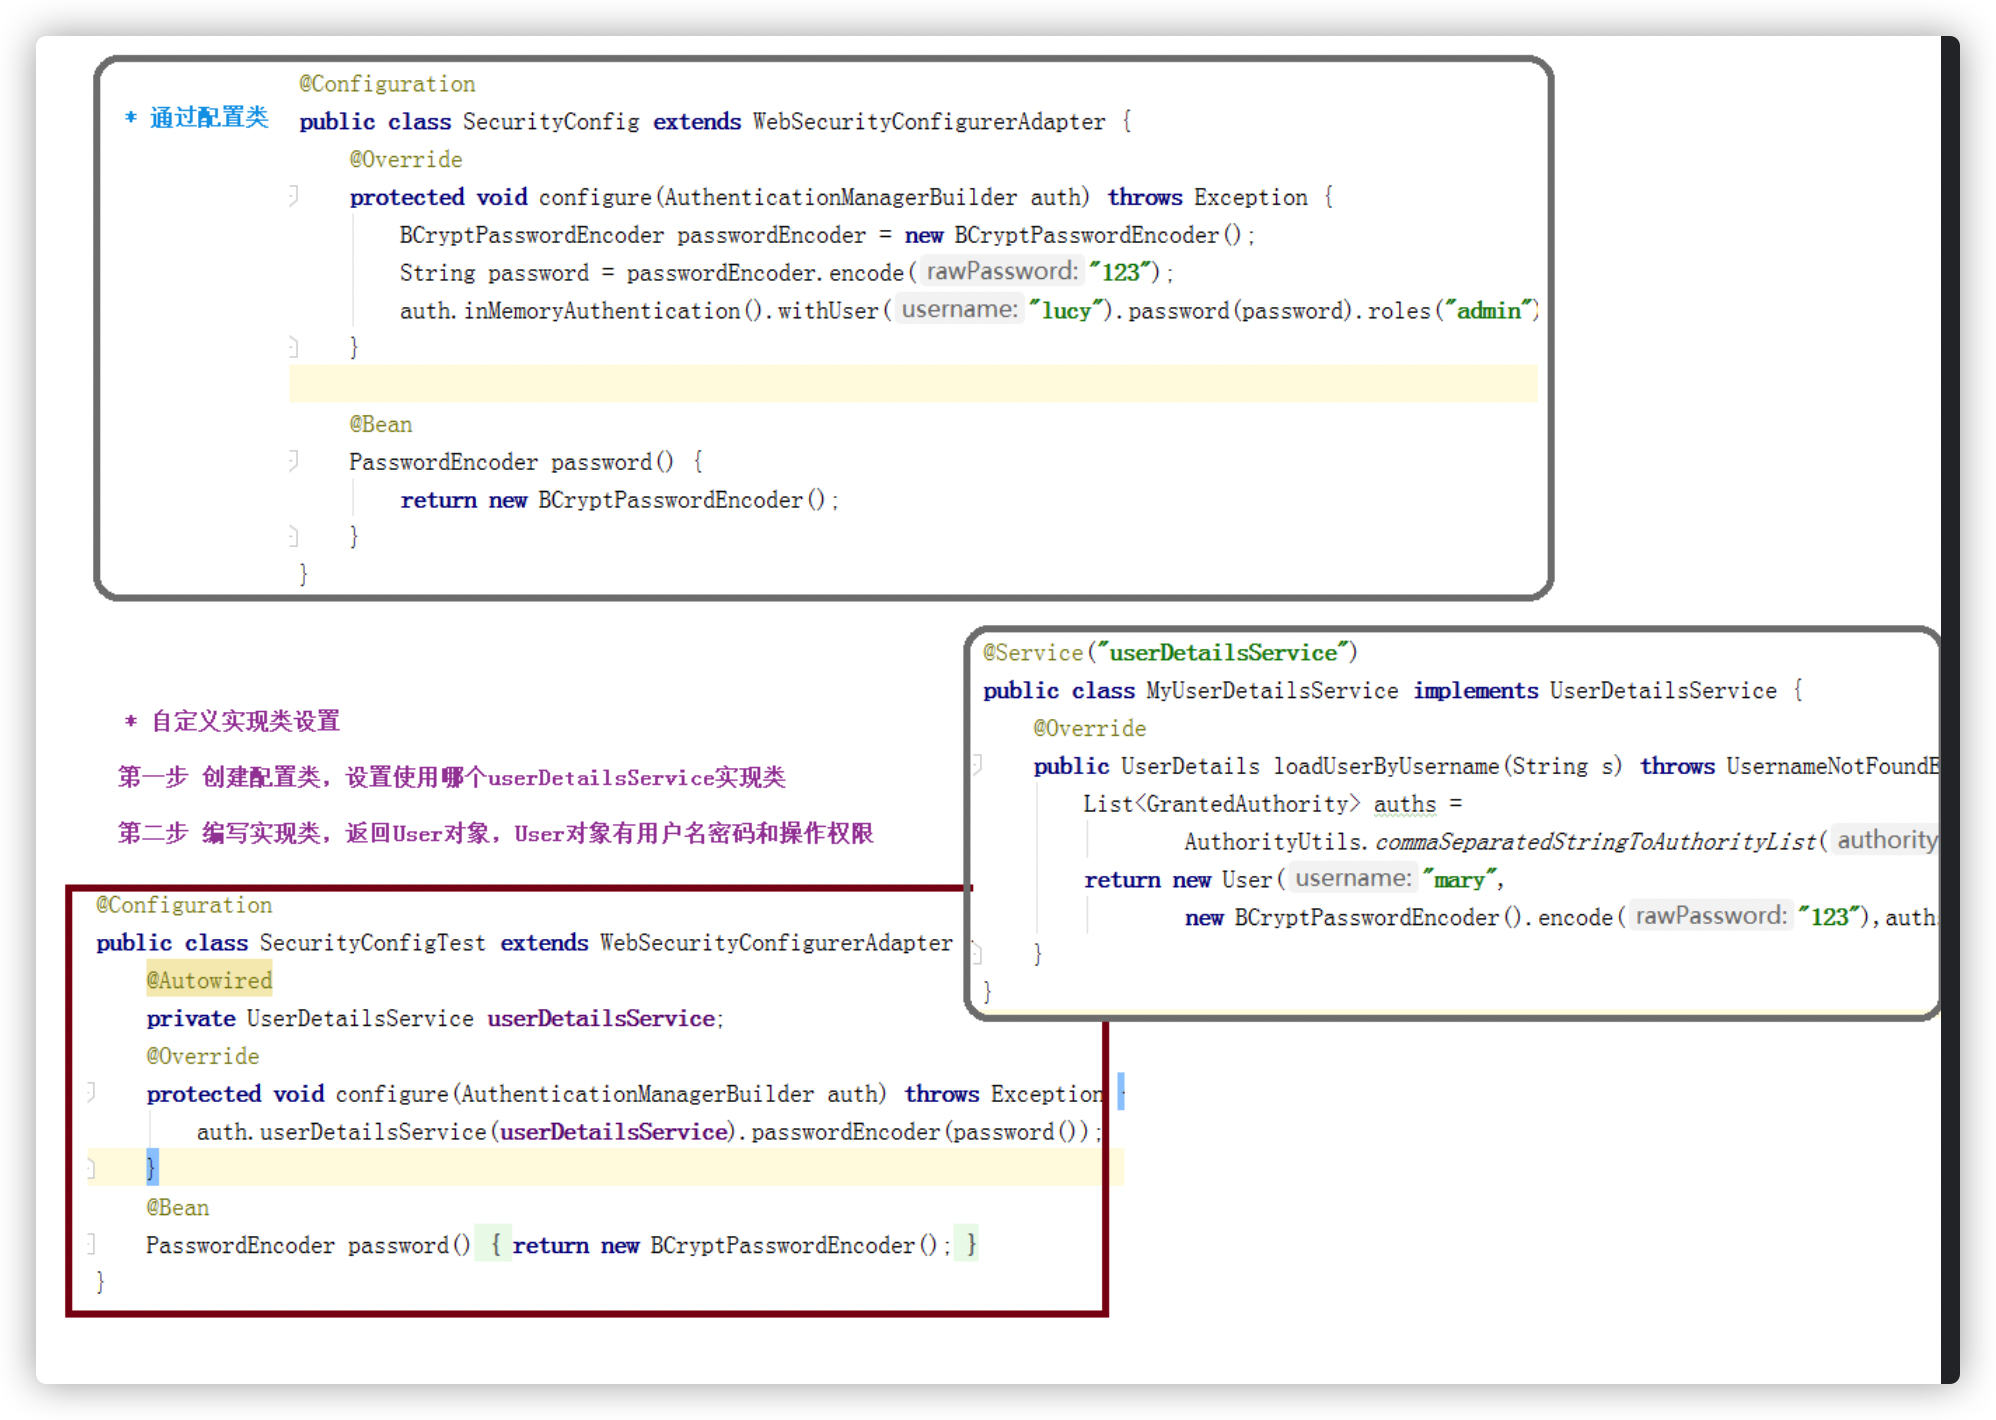 @Configuration
* 通过配置类
public class SecurityConfig extends WebSecurityConfigurerAdapter {
@Override
protected void configure(AuthenticationManagerBuilder auth) throws Exception {
BCryptPasswordEncoder passwordEncoder = new BCryptPasswordEncoder();
String password = passwordEncoder.encode( rawPassword: "123");
auth.inMemoryAuthentication().withUser( username: "lucy").password(password).roles("admin")
}
@Bean
PasswordEncoder password() {
return new BCryptPasswordEncoder();
}
}
* 自定义实现类设置
第一步 创建配置类，设置使用哪个userDetailsService实现类
第二步 编写实现类，返回User对象，User对象有用户名密码和操作权限
@Service("userDetailsService")
public class MyUserDetailsService implements UserDetailsService {
@Override
public UserDetails loadUserByUsername(String s) throws UsernameNotFoundE
List<GrantedAuthority> auths =
AuthorityUtils.commaSeparatedStringToAuthorityList( authority
return new User( username: "mary",
new BCryptPasswordEncoder().encode( rawPassword: "123"),auth
}
}
@Configuration
public class SecurityConfigTest extends WebSecurityConfigurerAdapter
@Autowired
private UserDetailsService userDetailsService;
@Override
protected void configure(AuthenticationManagerBuilder auth) throws Exception
auth.userDetailsService(userDetailsService).passwordEncoder(password());
}
@Bean
PasswordEncoder password() { return new BCryptPasswordEncoder(); }
}